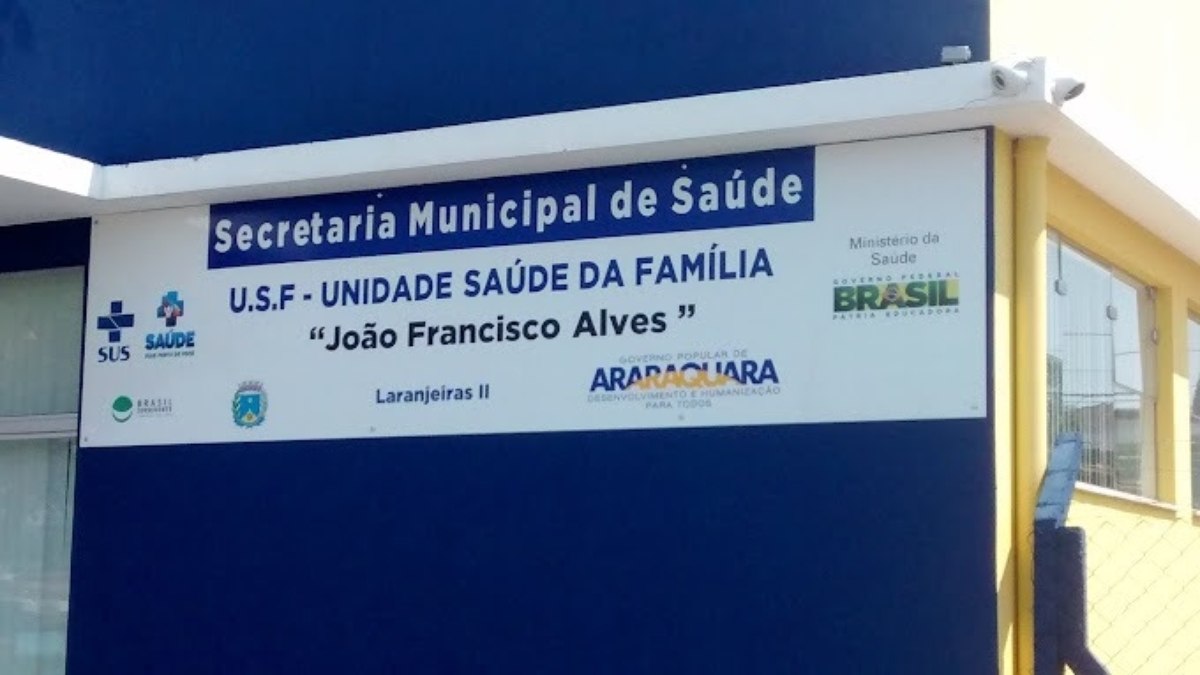 Secretaria Municipal de Saúde
U.S.F - UNIDADE SAÚDE DA FAMÍLIA
“João Francisco Alves ”
Ministério da
Saúde
GOVERNO FEDERAL
BRASIL
PÁTRIA EDUCADORA
SUS
SAÚDE
BRASIL
Laranjeiras II
GOVERNO POPULAR DE
ARARAQUARA
DESENVOLVIMENTO E HUMANIZAÇÃO
PARA TODOS